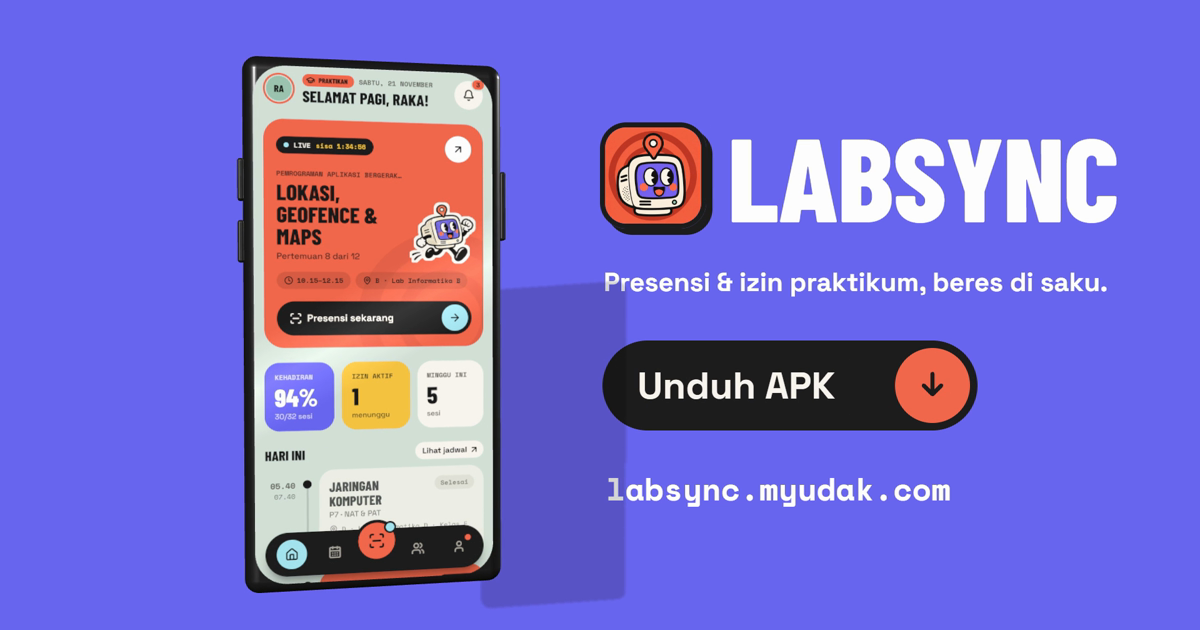 RA
PRAKTIKAN SABTU, 21 NOVEMBER
SELAMAT PAGI, RAKA!
LIVE sisa 1:34:56
PEMROGRAMAN APLIKASI BERGERAK…
LOKASI,
GEOFENCE &
MAPS
Pertemuan 8 dari 12
10.15–12.15
Lab Informatika
Presensi sekarang
KEHADIRAN
94%
30/32 sesi
IZIN AKTIF
1
menunggu
MINGGU INI
5
sesi
HARI INI
Lihat jadwal
05.40
07.40
JARINGAN
KOMPUTER
Selesai
P7 · NAT & PAT
LABSYNC
Presensi & izin praktikum, beres di saku.
Unduh APK
labsync.myudak.com